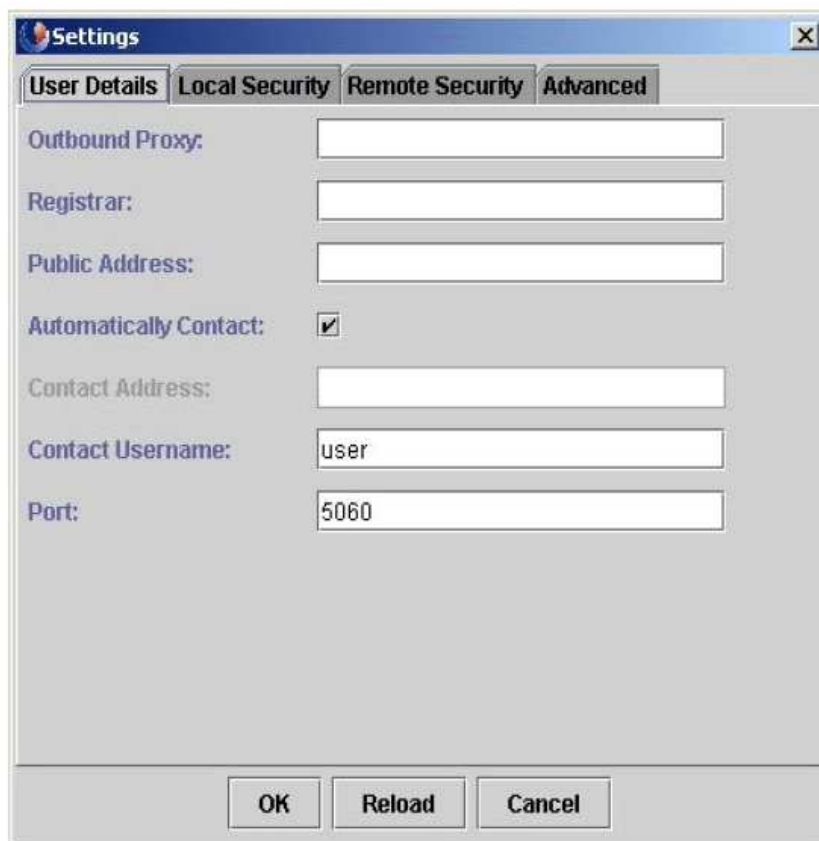 Settings
User Details Local Security Remote Security Advanced
Outbound Proxy:
Registrar:
Public Address:
Automatically Contact:
Contact Address:
Contact Username: user
Port: 5060
OK Reload Cancel